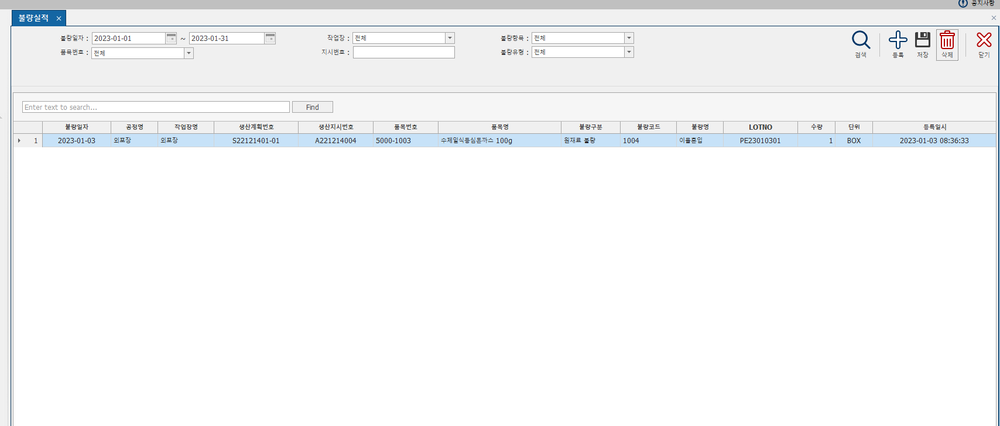 공지사항
불량실적
불량일자 : 2023-01-01 ~ 2023-01-31 작업장 : 전체 불량항목 : 전체
품목번호 : 전체 지시번호 : 불량유형 : 전체
검색 등록 저장 삭제 닫기
Enter text to search... Find
불량일자 공정명 작업장명 생산계획번호 생산지시번호 품목번호 품목명 불량구분 불량코드 불량명 LOTNO 수량 단위 등록일시
1 2023-01-03 외포장 외포장 S22121401-01 A221214004 5000-1003 수제일식등심돈까스 100g 원재료 불량 1004 이물혼입 PE23010301 1 BOX 2023-01-03 08:36:33